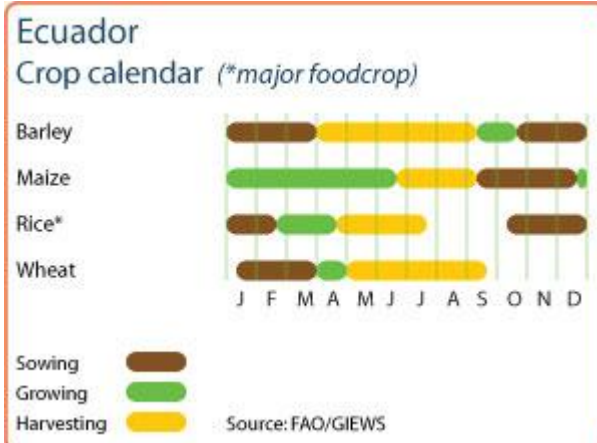 Ecuador
Crop calendar (*major foodcrop)
Barley
Maize
Rice*
Wheat
J F M A M J J A S O N D
Sowing
Growing
Harvesting
Source: FAO/GIEWS